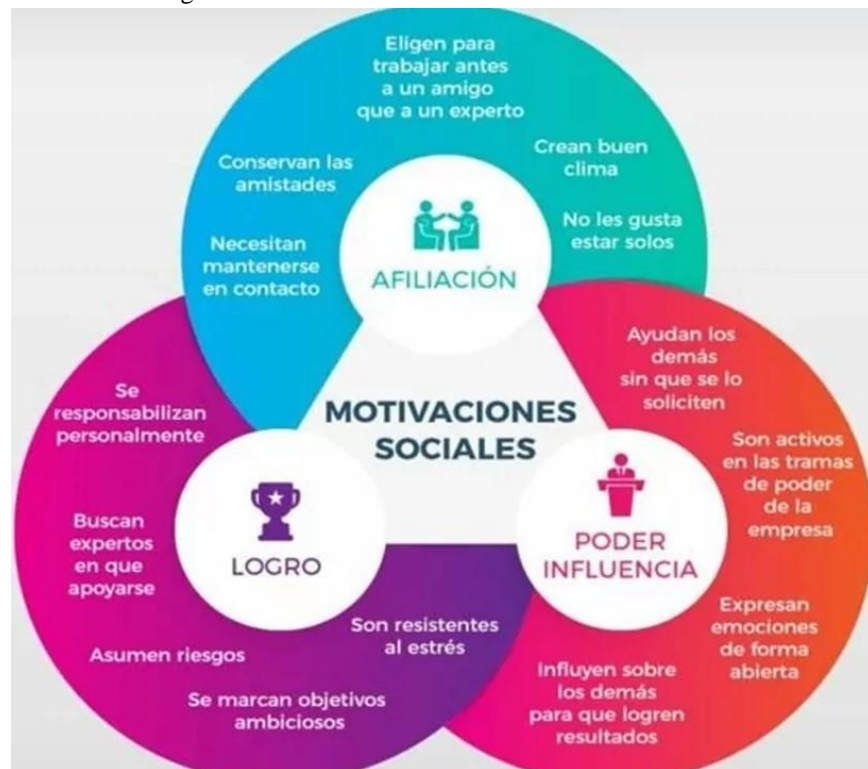 Eligen para
trabajar antes
a un amigo
que a un experto
Conservan las
amistades
Crean buen
clima
Necesitan
mantenerse
en contacto
No les gusta
estar solos
AFILIACIÓN
MOTIVACIONES
SOCIALES
Se
responsabilizan
personalmente
Buscan
expertos
en que
apoyarse
Asumen riesgos
Se marcan objetivos
ambiciosos
Son resistentes
al estrés
LOGRO
Ayudan los
demás
sin que se lo
soliciten
Son activos
en las tramas
de poder
de la
empresa
Expresan
emociones
de forma
abierta
Influyen sobre
los demás
para que logren
resultados
PODER
INFLUENCIA